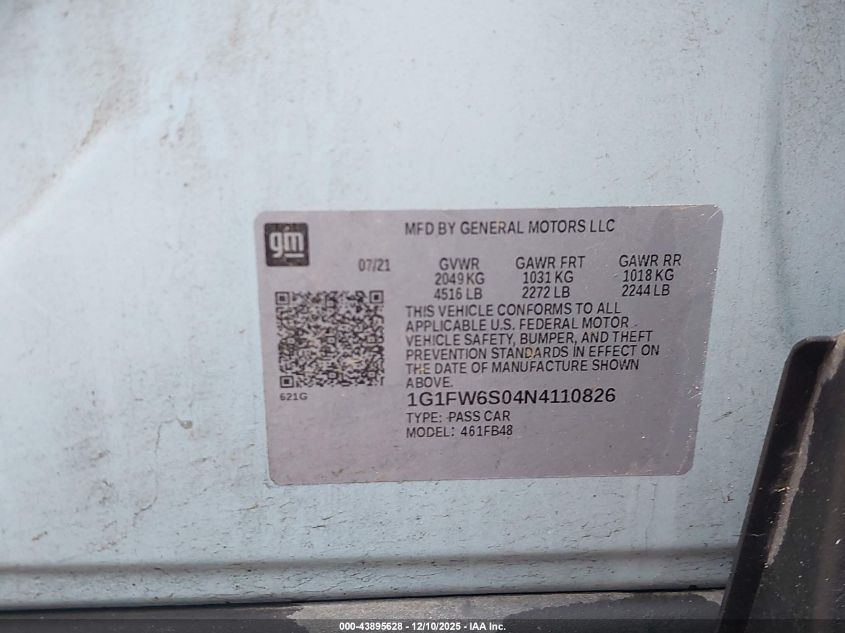 gm
MFD BY GENERAL MOTORS LLC
07/21 GVWR GAWR FRT GAWR RR
2049 KG 1031 KG 1018 KG
4516 LB 2272 LB 2244 LB
THIS VEHICLE CONFORMS TO ALL
APPLICABLE U.S. FEDERAL MOTOR
VEHICLE SAFETY, BUMPER, AND THEFT
PREVENTION STANDARDS IN EFFECT ON
THE DATE OF MANUFACTURE SHOWN
ABOVE.
621G
1G1FW6S04N4110826
TYPE: PASS CAR
MODEL: 461FB48
000-43895628 - 12/10/2025 - IAA Inc.